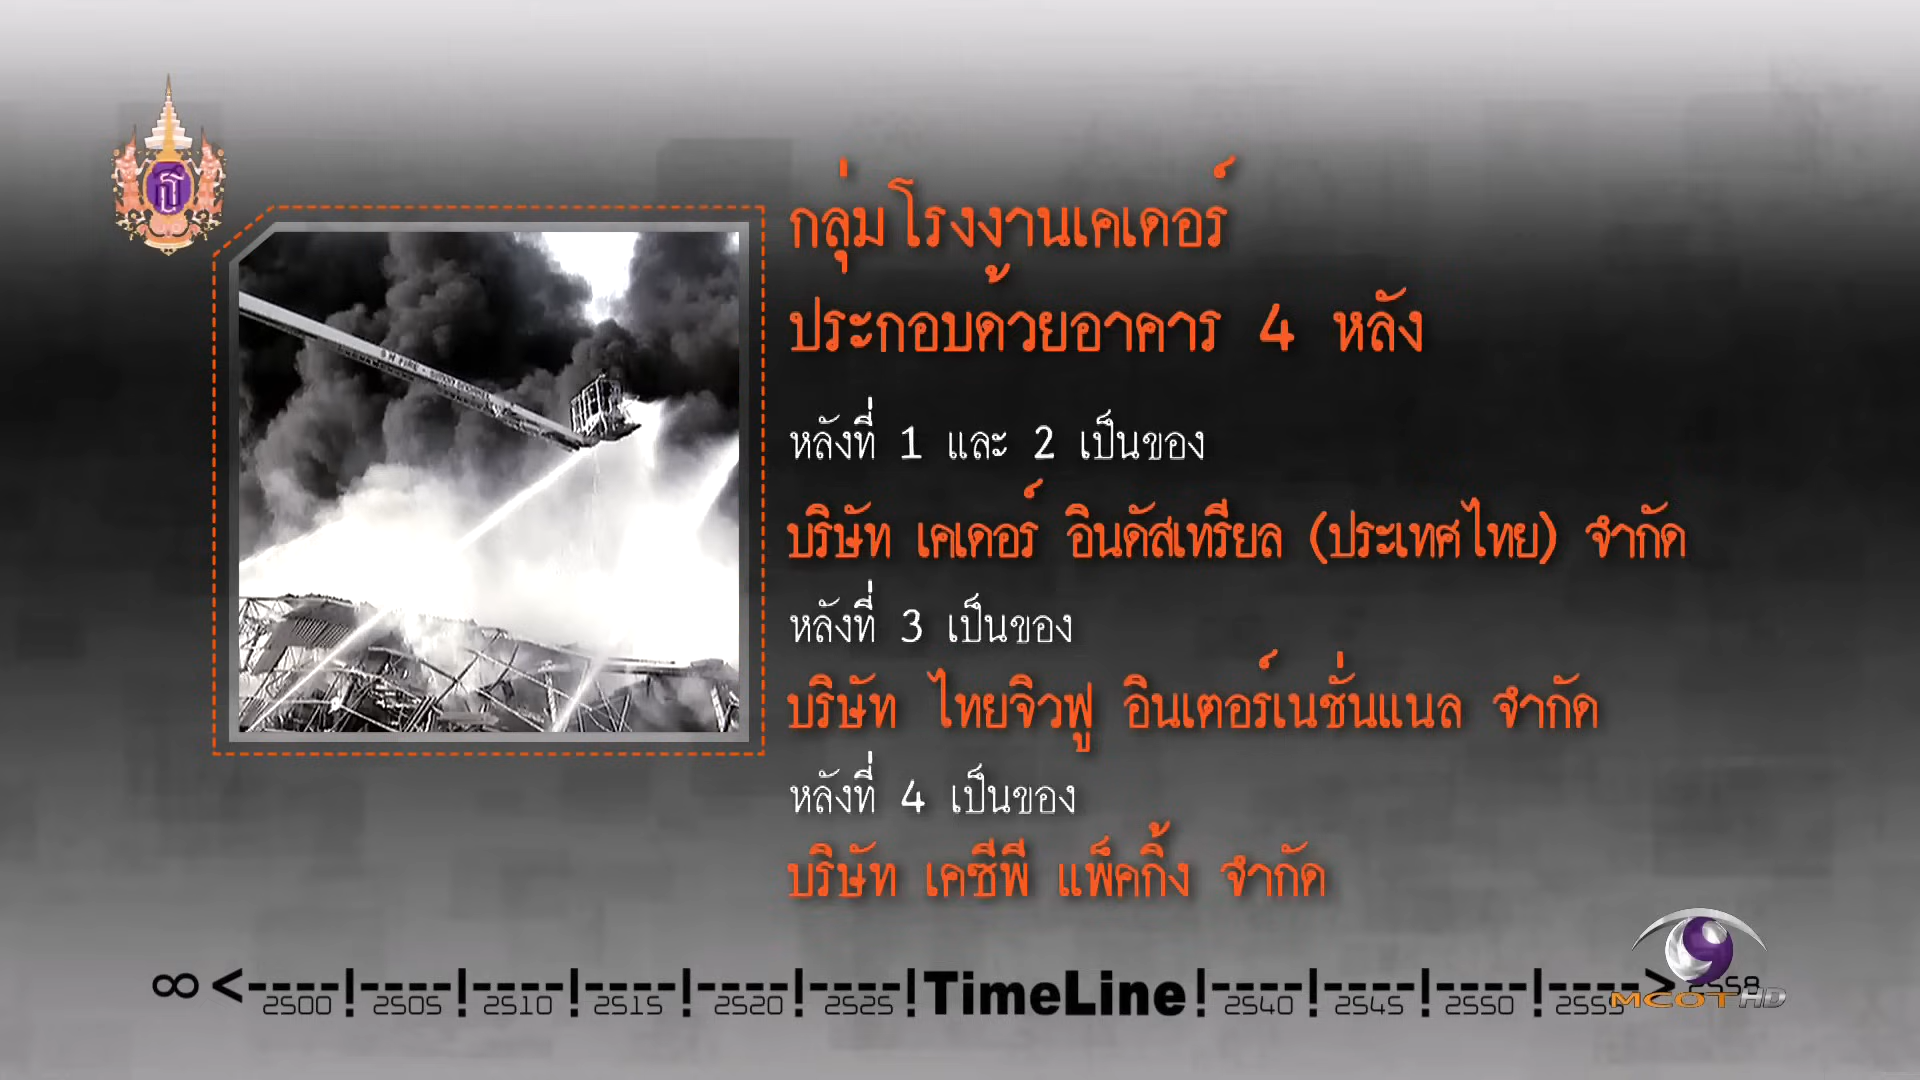 กลุ่มโรงงานเคเดอร์
ประกอบด้วยอาคาร 4 หลัง
หลังที่ 1 และ 2 เป็นของ
บริษัท เคเดอร์ อินดัสเทรียล (ประเทศไทย) จำกัด
หลังที่ 3 เป็นของ
บริษัท ไทยจิวฟู อินเตอร์เนชั่นแนล จำกัด
หลังที่ 4 เป็นของ
บริษัท เคซีพี แพ็คกิ้ง จำกัด
∞<----!----!----!----!----!----!TimeLine!----!----!----!---->
2500 2505 2510 2515 2520 2525 2540 2545 2550 2555 2558
MCOT HD